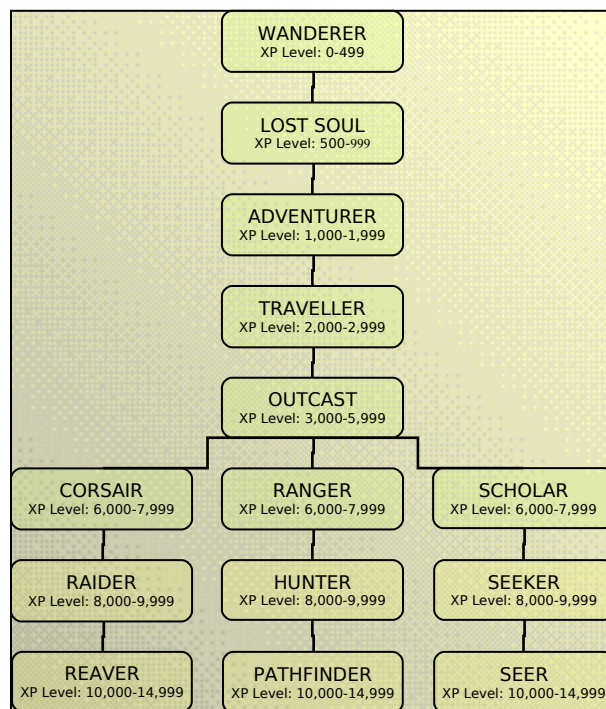 WANDERER
XP Level: 0-499
LOST SOUL
XP Level: 500-999
ADVENTURER
XP Level: 1,000-1,999
TRAVELLER
XP Level: 2,000-2,999
OUTCAST
XP Level: 3,000-5,999
CORSAIR
XP Level: 6,000-7,999
RANGER
XP Level: 6,000-7,999
SCHOLAR
XP Level: 6,000-7,999
RAIDER
XP Level: 8,000-9,999
HUNTER
XP Level: 8,000-9,999
SEEKER
XP Level: 8,000-9,999
REAVER
XP Level: 10,000-14,999
PATHFINDER
XP Level: 10,000-14,999
SEER
XP Level: 10,000-14,999